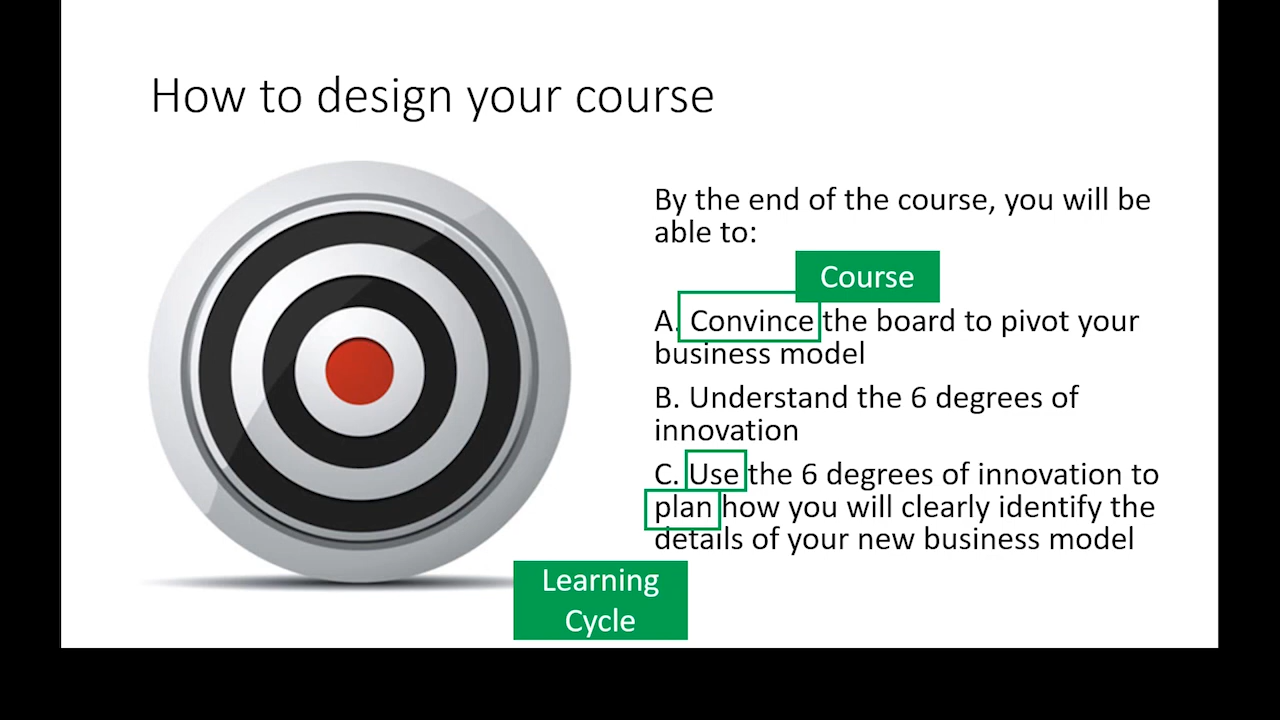 How to design your course
By the end of the course, you will be
able to:
Course
A. Convince the board to pivot your
business model
B. Understand the 6 degrees of
innovation
C. Use the 6 degrees of innovation to
plan how you will clearly identify the
details of your new business model
Learning
Cycle